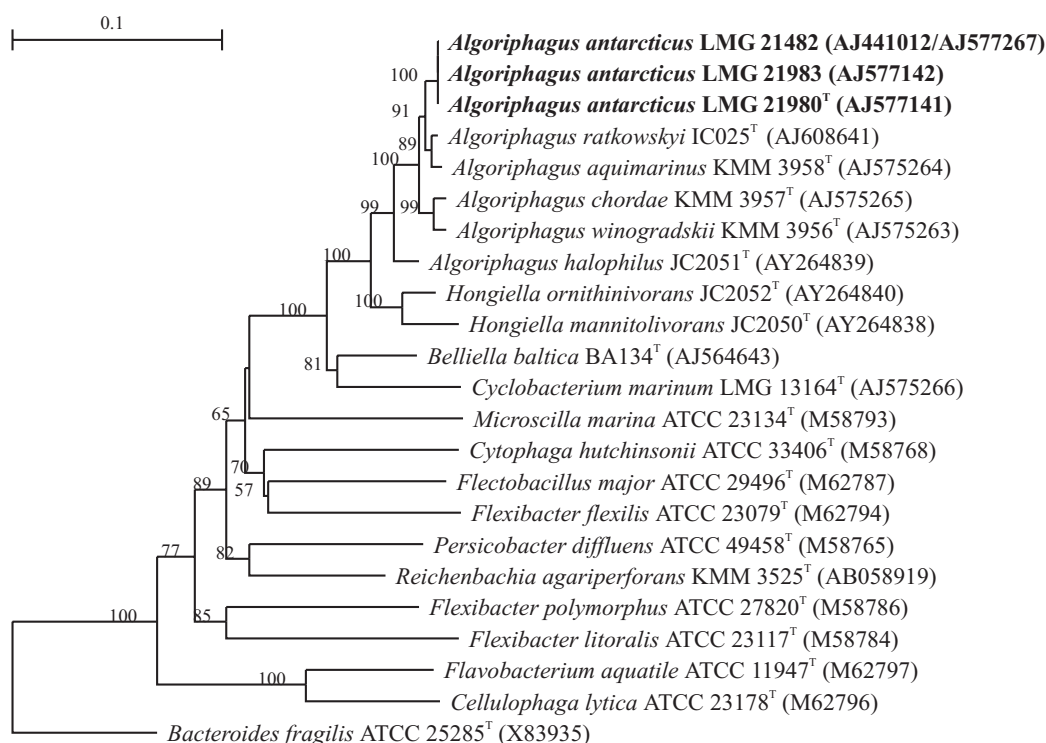 0.1
Algoriphagus antarcticus LMG 21482 (AJ441012/AJ577267)
100
Algoriphagus antarcticus LMG 21983 (AJ577142)
Algoriphagus antarcticus LMG 21980ᵀ (AJ577141)
91
Algoriphagus ratkowskyi IC025ᵀ (AJ608641)
89
100
Algoriphagus aquimarinus KMM 3958ᵀ (AJ575264)
Algoriphagus chordae KMM 3957ᵀ (AJ575265)
99
99
Algoriphagus winogradskii KMM 3956ᵀ (AJ575263)
100
Algoriphagus halophilus JC2051ᵀ (AY264839)
Hongiella ornithinivorans JC2052ᵀ (AY264840)
100
100
Hongiella mannitolivorans JC2050ᵀ (AY264838)
Belliella baltica BA134ᵀ (AJ564643)
81
Cyclobacterium marinum LMG 13164ᵀ (AJ575266)
65
Microscilla marina ATCC 23134ᵀ (M58793)
Cytophaga hutchinsonii ATCC 33406ᵀ (M58768)
70
89
57
Flectobacillus major ATCC 29496ᵀ (M62787)
Flexibacter flexilis ATCC 23079ᵀ (M62794)
Persicobacter diffluens ATCC 49458ᵀ (M58765)
77
82
Reichenbachia agariperforans KMM 3525ᵀ (AB058919)
Flexibacter polymorphus ATCC 27820ᵀ (M58786)
100
85
Flexibacter litoralis ATCC 23117ᵀ (M58784)
Flavobacterium aquatile ATCC 11947ᵀ (M62797)
100
Cellulophaga lytica ATCC 23178ᵀ (M62796)
Bacteroides fragilis ATCC 25285ᵀ (X83935)